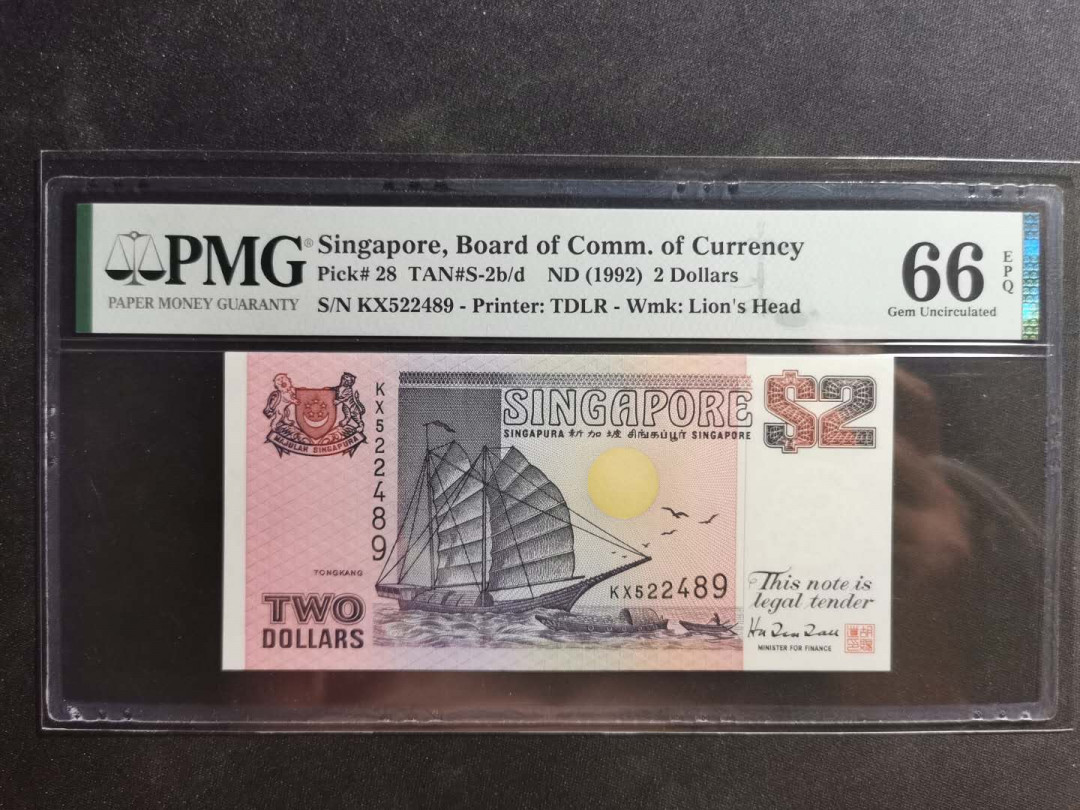 PMG®
PAPER MONEY GUARANTY
Singapore, Board of Comm. of Currency
Pick# 28 TAN#S-2b/d ND (1992) 2 Dollars
S/N KX522489 - Printer: TDLR - Wmk: Lion's Head
66
EPQ
Gem Uncirculated
MAJULAH SINGAPURA
KX522489
SINGAPORE
SINGAPURA 新加坡 சிங்கப்பூர் SINGAPORE
$2
TONGKANG
TWO
DOLLARS
KX522489
This note is
legal tender
MINISTER FOR FINANCE